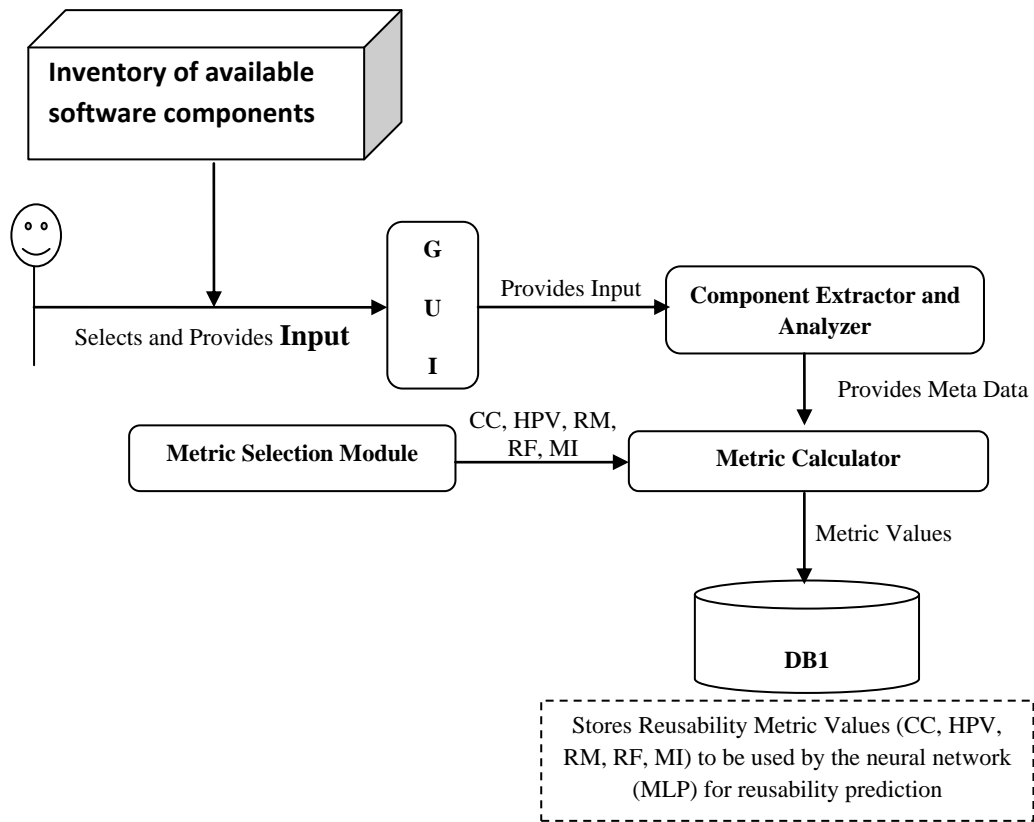 Inventory of available
software components
G
U
I
Selects and Provides Input
Provides Input
Component Extractor and
Analyzer
Provides Meta Data
Metric Selection Module
CC, HPV, RM,
RF, MI
Metric Calculator
Metric Values
DB1
Stores Reusability Metric Values (CC, HPV,
RM, RF, MI) to be used by the neural network
(MLP) for reusability prediction